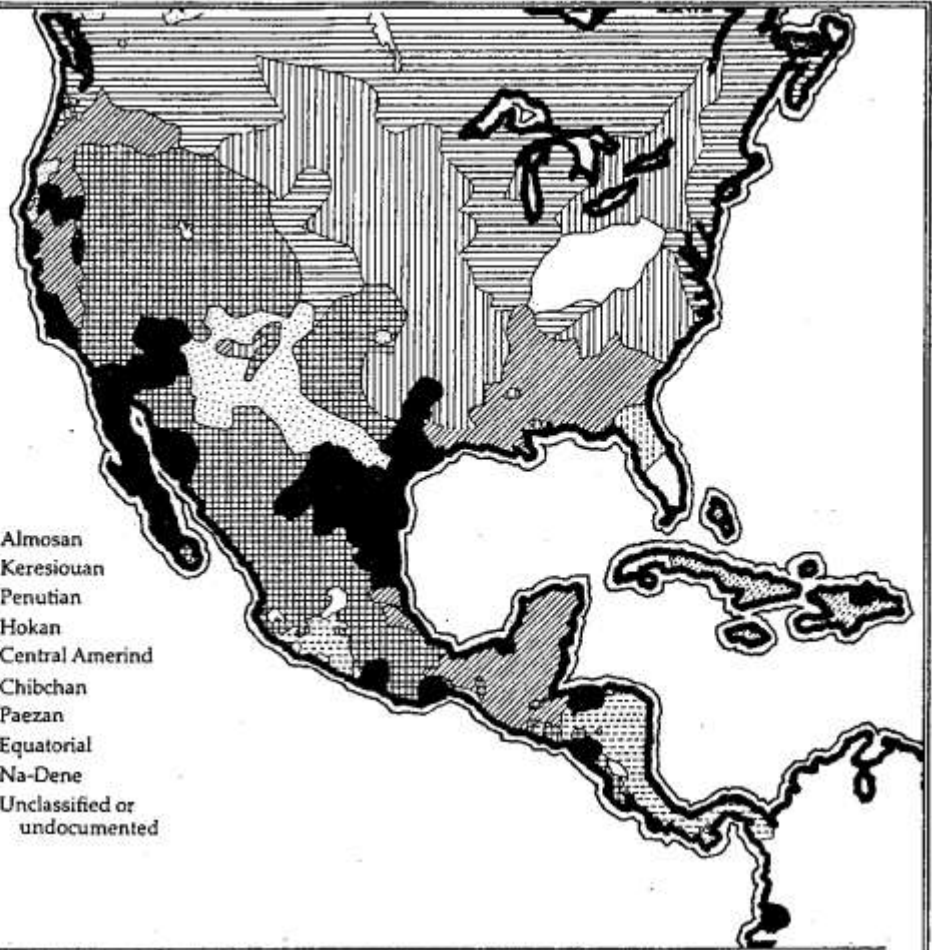 Almosan
Keresiouan
Penutian
Hokan
Central Amerind
Chibchan
Paezan
Equatorial
Na-Dene
Unclassified or
undocumented